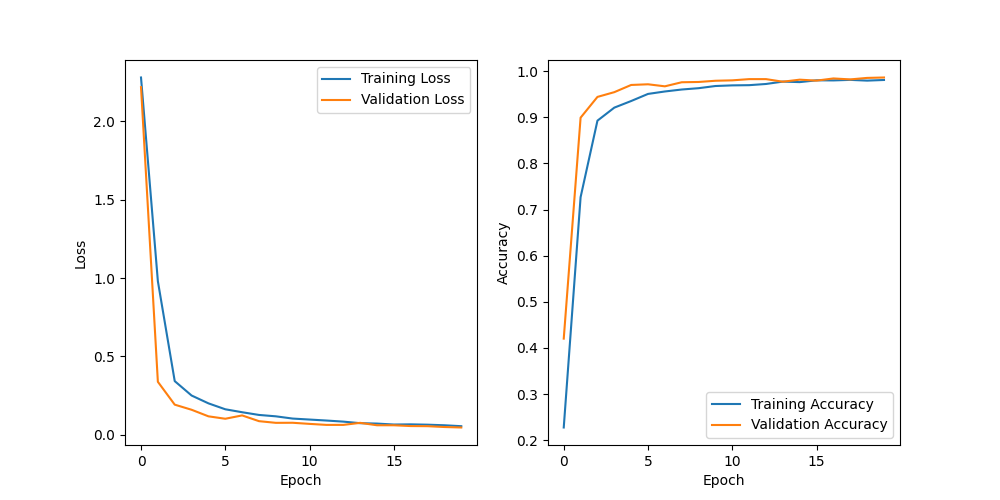 Training Loss
Validation Loss
2.0
1.5
1.0
0.5
0.0
Loss
0 5 10 15
Epoch
1.0
0.9
0.8
0.7
0.6
0.5
0.4
0.3
0.2
Accuracy
Training Accuracy
Validation Accuracy
0 5 10 15
Epoch